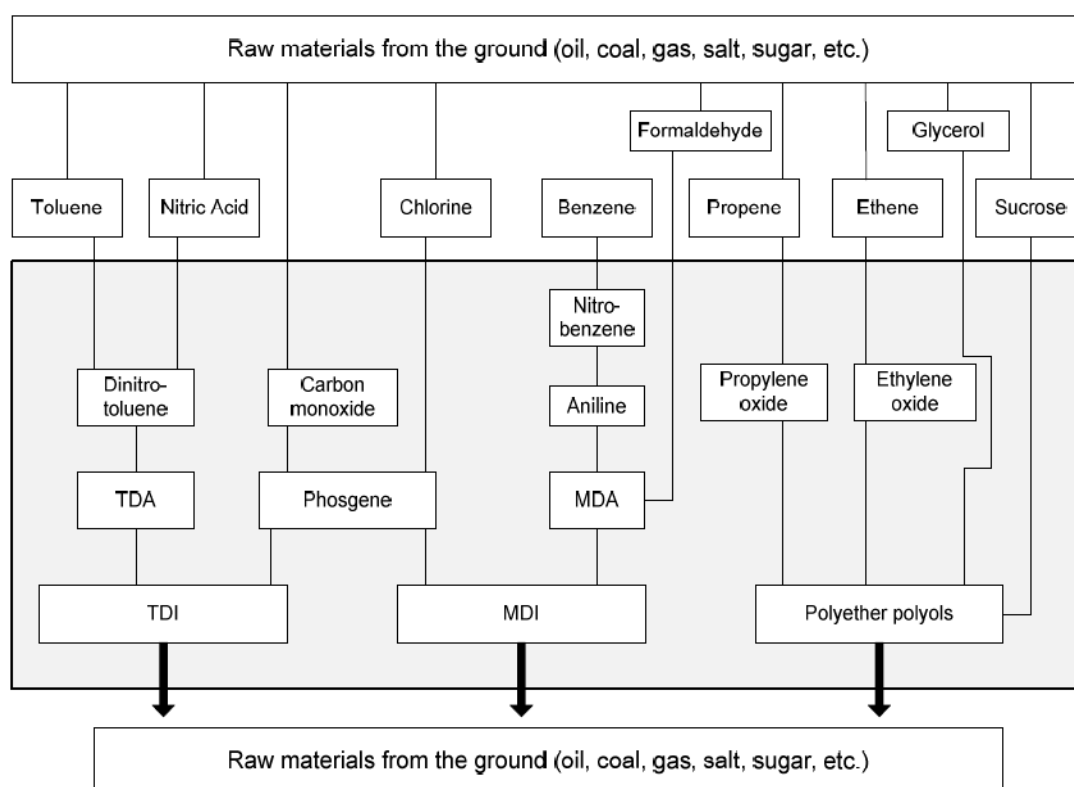 Raw materials from the ground (oil, coal, gas, salt, sugar, etc.)
Formaldehyde
Glycerol
Toluene
Nitric Acid
Chlorine
Benzene
Propene
Ethene
Sucrose
Nitro-
benzene
Dinitro-
toluene
Carbon
monoxide
Aniline
Propylene
oxide
Ethylene
oxide
TDA
Phosgene
MDA
TDI
MDI
Polyether polyols
Raw materials from the ground (oil, coal, gas, salt, sugar, etc.)